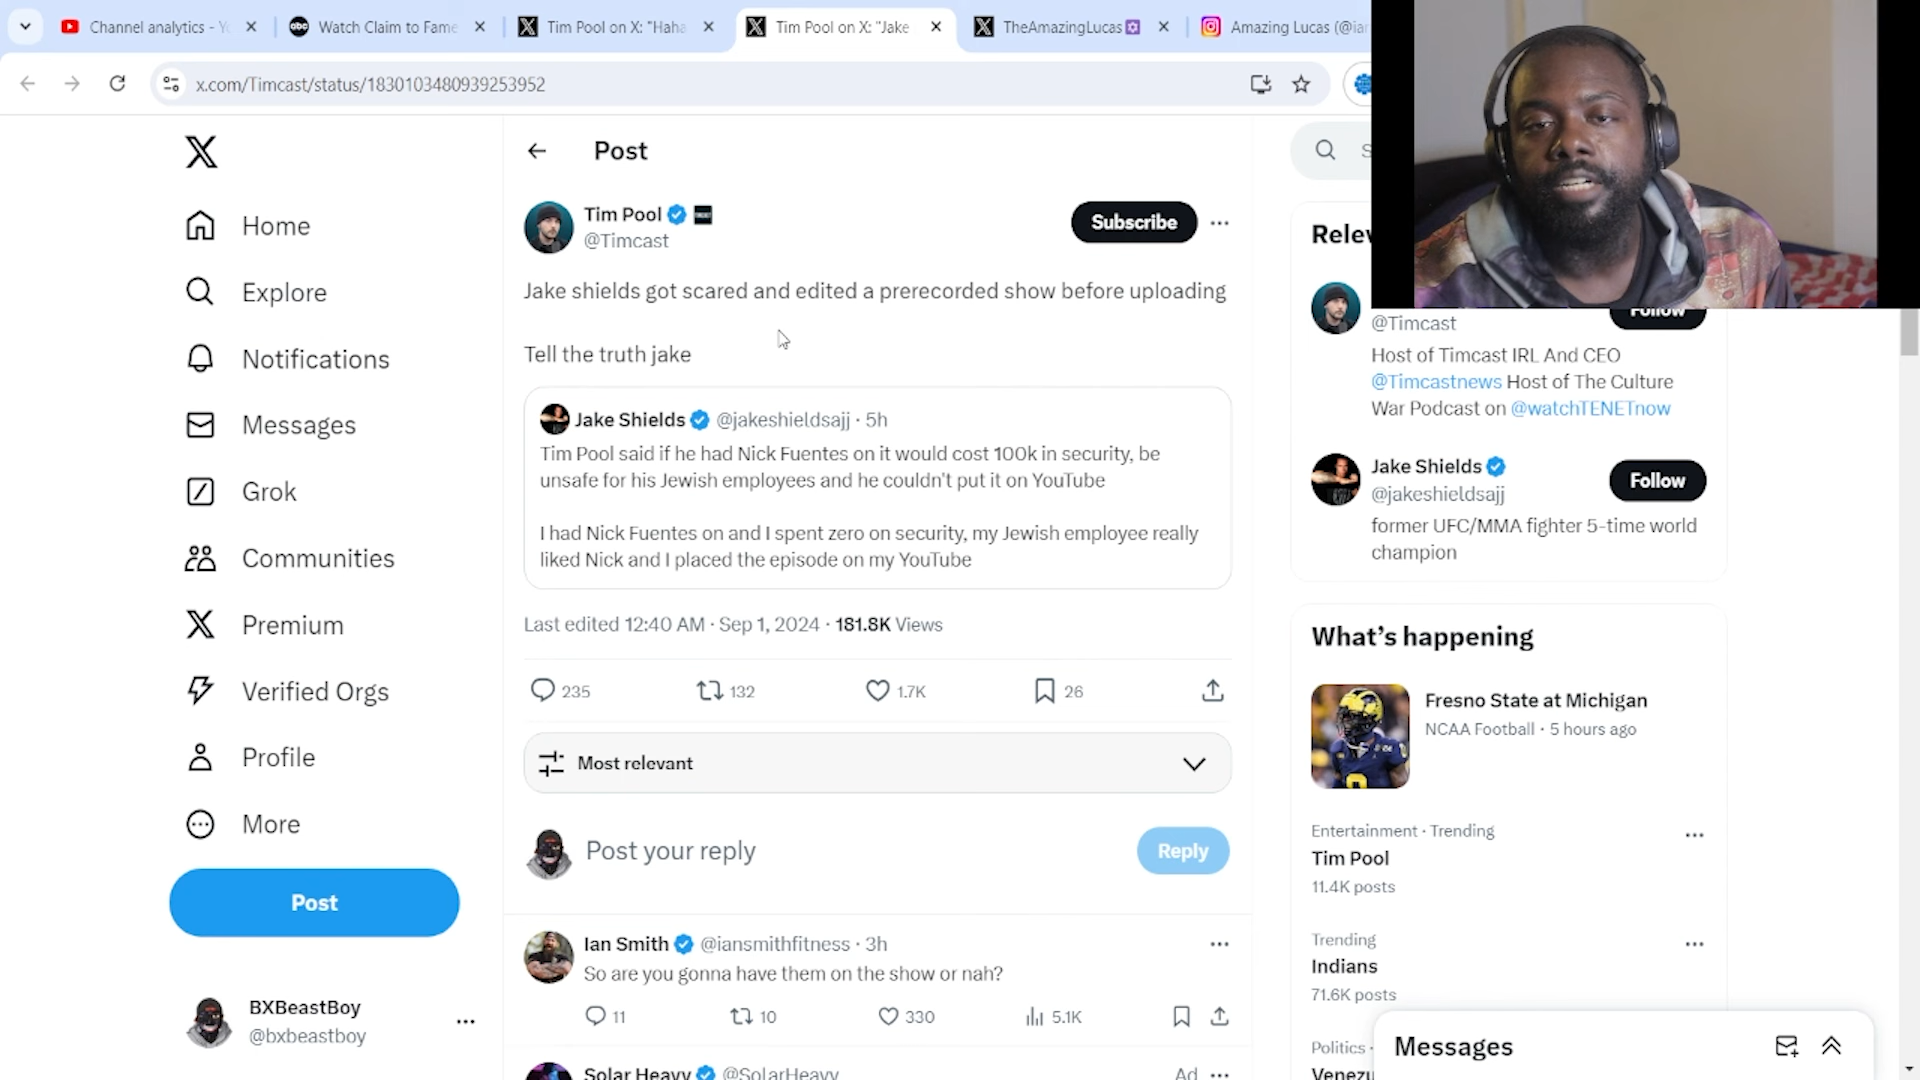 Channel analytics - Y
Watch Claim to Fame
Tim Pool on X: "Haha
Tim Pool on X: "Jake
TheAmazingLucas
Amazing Lucas (@iar
x.com/Timcast/status/1830103480939253952
Home
Explore
Notifications
Messages
Grok
Communities
Premium
Verified Orgs
Profile
More
Post
BXBeastBoy
@bxbeastboy
Post
Tim Pool
@Timcast
Subscribe
Jake shields got scared and edited a prerecorded show before uploading
Tell the truth jake
Jake Shields @jakeshieldsajj · 5h
Tim Pool said if he had Nick Fuentes on it would cost 100k in security, be
unsafe for his Jewish employees and he couldn't put it on YouTube
I had Nick Fuentes on and I spent zero on security, my Jewish employee really
liked Nick and I placed the episode on my YouTube
Last edited 12:40 AM · Sep 1, 2024 · 181.8K Views
235 132 1.7K 26
Most relevant
Post your reply
Reply
Ian Smith @iansmithfitness · 3h
So are you gonna have them on the show or nah?
11 10 330 5.1K
Solar Heavy @SolarHeavy Ad
Relev
@Timcast
Follow
Host of Timcast IRL And CEO
@Timcastnews Host of The Culture
War Podcast on @watchTENETnow
Jake Shields
@jakeshieldsajj
Follow
former UFC/MMA fighter 5-time world
champion
What's happening
Fresno State at Michigan
NCAA Football · 5 hours ago
Entertainment · Trending
Tim Pool
11.4K posts
Trending
Indians
71.6K posts
Politics ·
Venezu
Messages